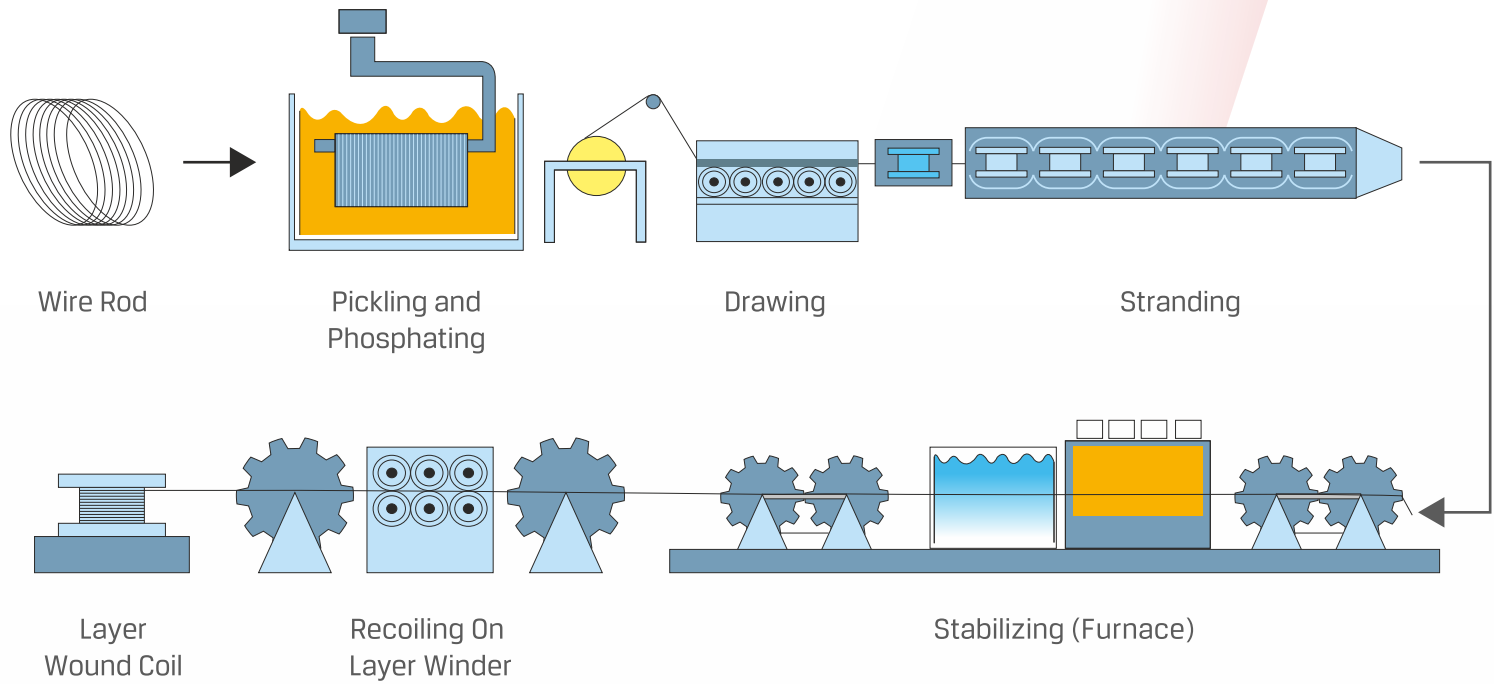 Wire Rod
Pickling and
Phosphating
Drawing
Stranding
Layer
Wound Coil
Recoiling On
Layer Winder
Stabilizing (Furnace)